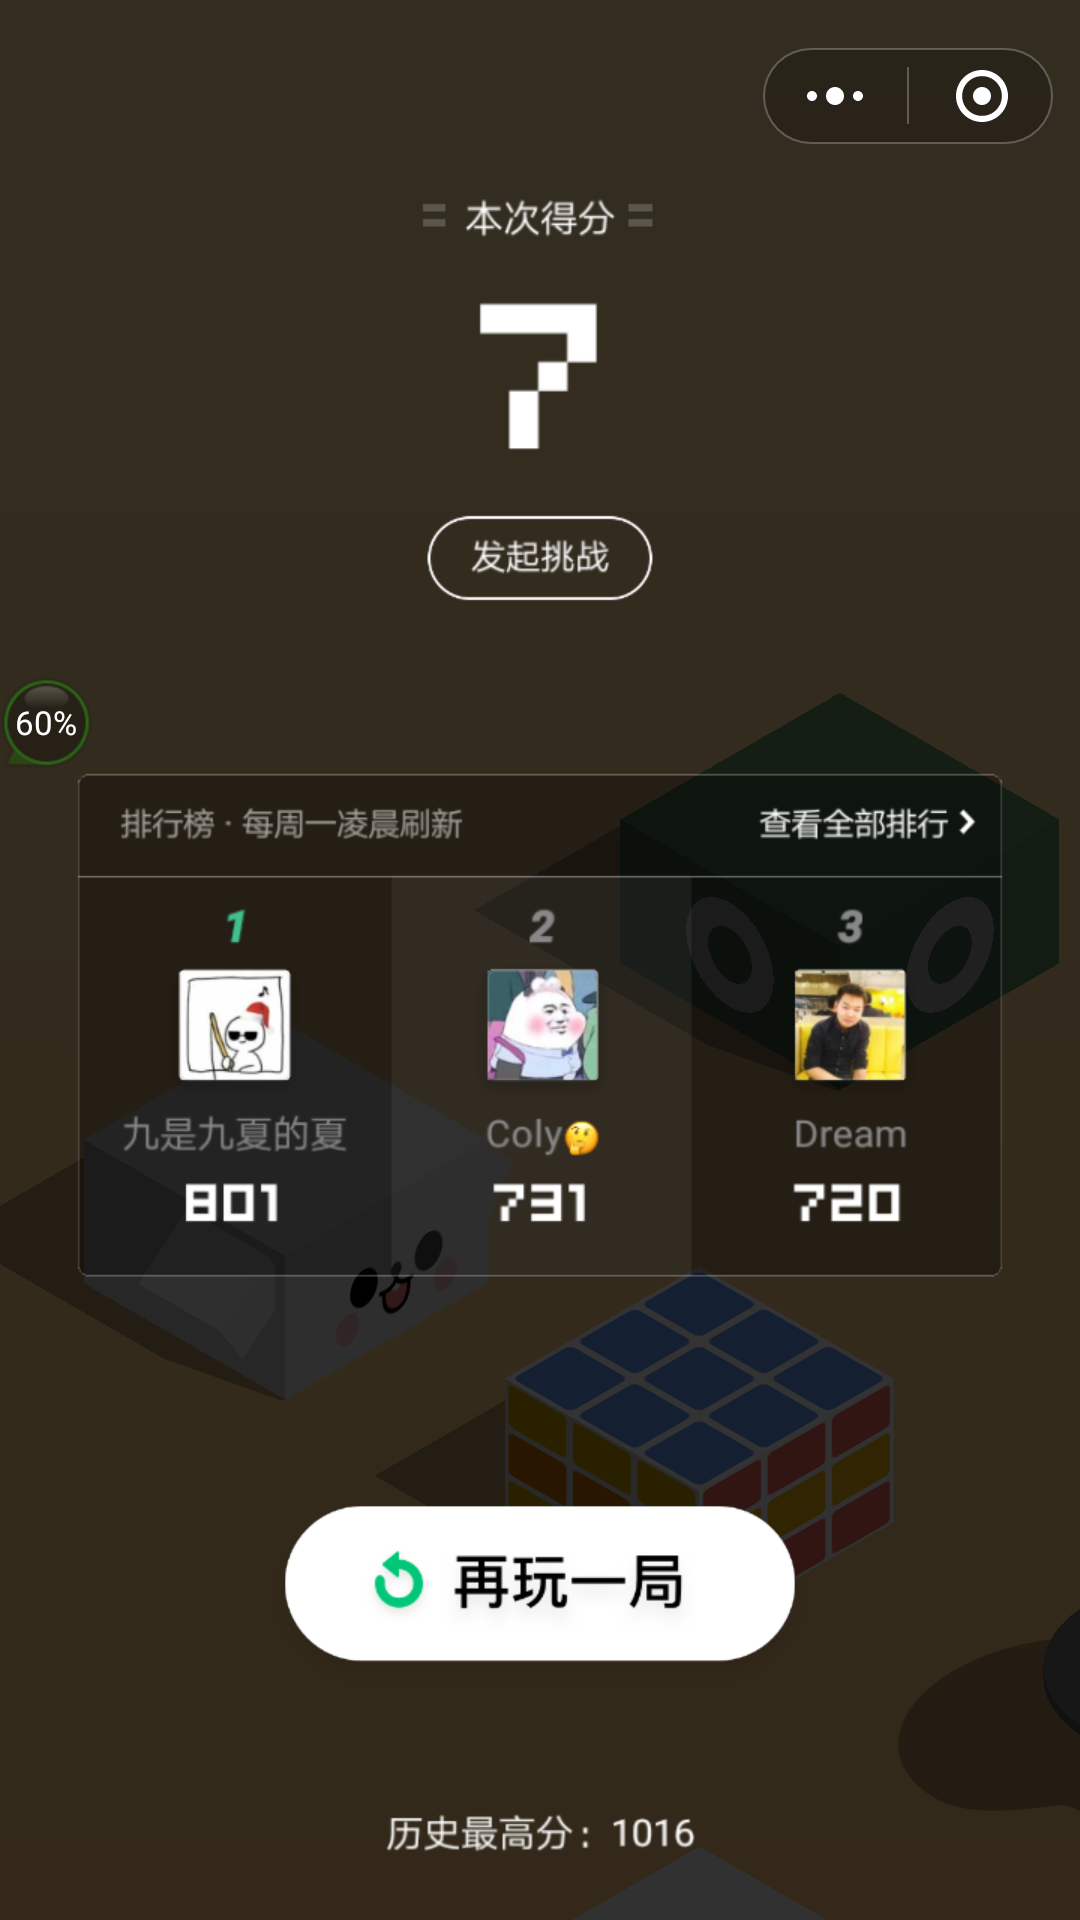 本次得分
7
发起挑战
60%
排行榜 · 每周一凌晨刷新
查看全部排行
1
2
3
九是九夏的夏
Coly🤔
Dream
801
731
720
再玩一局
历史最高分：1016